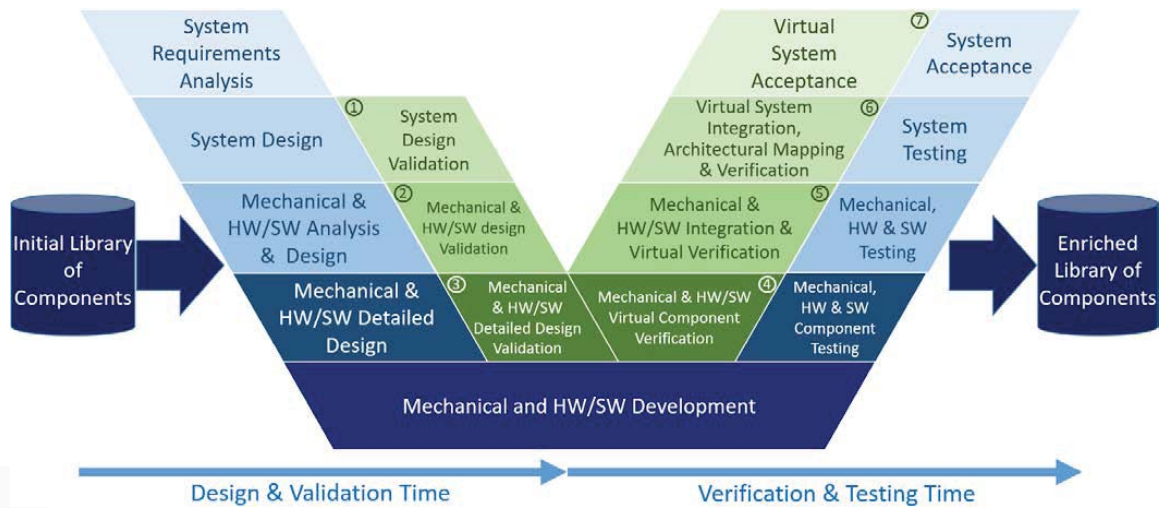 System
Requirements
Analysis
①
System Design
System
Design
Validation
②
Mechanical &
HW/SW Analysis
& Design
Mechanical &
HW/SW design
Validation
③
Mechanical &
HW/SW Detailed
Design
Mechanical
& HW/SW
Detailed Design
Validation
⑦
Virtual
System
Acceptance
System
Acceptance
⑥
Virtual System
Integration,
Architectural Mapping
& Verification
System
Testing
⑤
Mechanical &
HW/SW Integration &
Virtual Verification
Mechanical,
HW & SW
Testing
④
Mechanical & HW/SW
Virtual Component
Verification
Mechanical,
HW & SW
Component
Testing
Initial Library
of
Components
Enriched
Library of
Components
Mechanical and HW/SW Development
Design & Validation Time
Verification & Testing Time